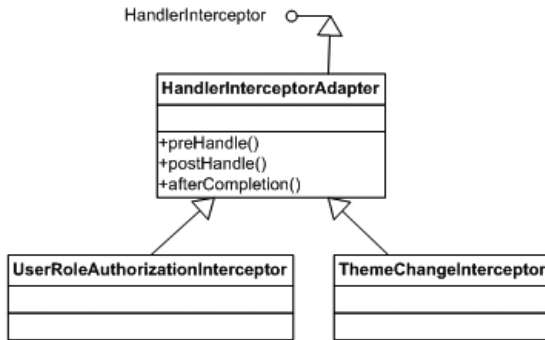 HandlerInterceptor
HandlerInterceptorAdapter
+preHandle()
+postHandle()
+afterCompletion()
UserRoleAuthorizationInterceptor
ThemeChangeInterceptor